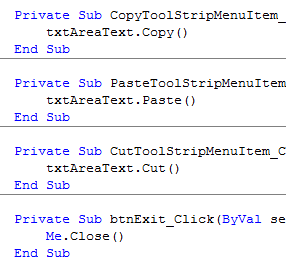 Private Sub CopyToolStripMenuItem_
txtAreaText.Copy()
End Sub
Private Sub PasteToolStripMenuItem
txtAreaText.Paste()
End Sub
Private Sub CutToolStripMenuItem_C
txtAreaText.Cut()
End Sub
Private Sub btnExit_Click(ByVal se
Me.Close()
End Sub